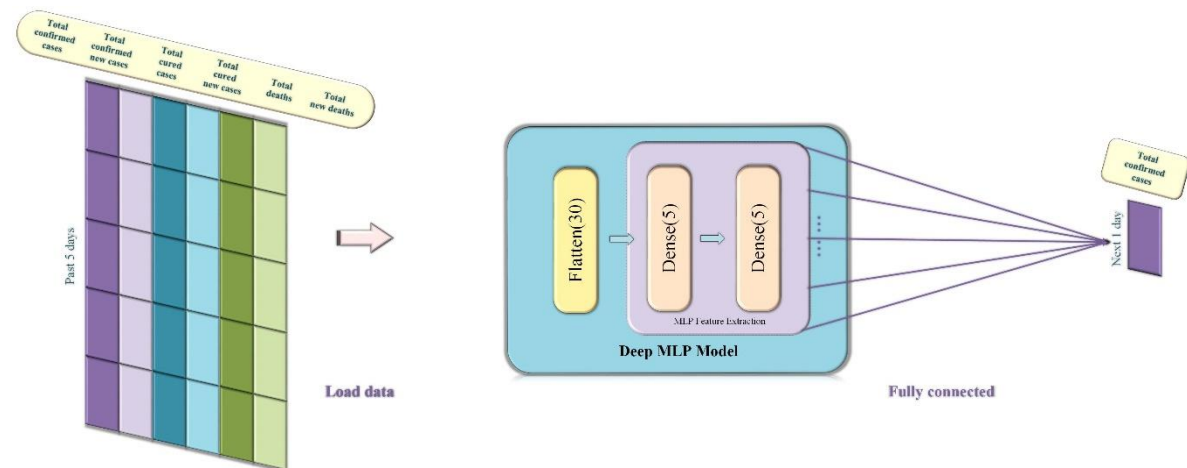 Total
confirmed
cases
Total
confirmed
new cases
Total
cured
cases
Total
cured
new cases
Total
deaths
Total
new deaths
Past 5 days
Load data
Flatten(30)
Dense(5)
Dense(5)
MLP Feature Extraction
Deep MLP Model
Fully connected
Total
confirmed
cases
Next 1 day